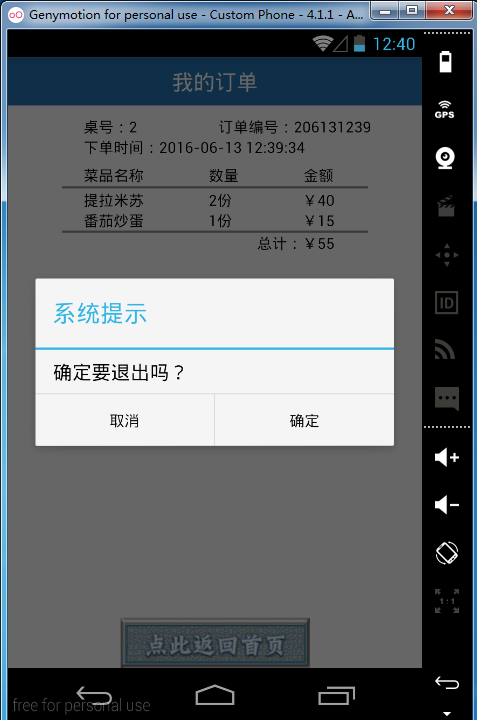 Genymotion for personal use - Custom Phone - 4.1.1 - A...
12:40
我的订单
桌号：2 订单编号：206131239
下单时间：2016-06-13 12:39:34
菜品名称 数量 金额
提拉米苏 2份 ￥40
番茄炒蛋 1份 ￥15
总计：￥55
系统提示
确定要退出吗？
取消 确定
点此返回首页
free for personal use
GPS
ID
1:1